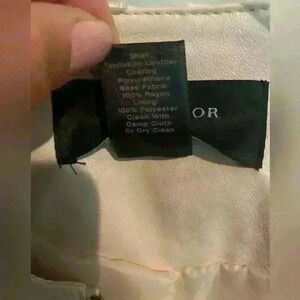 Shell:
Imitation Leather
Coating
Polyurethane
Base Fabric:
100% Rayon
Lining:
100% Polyester
Clean With
Damp Cloth
Or Dry Clean
OR